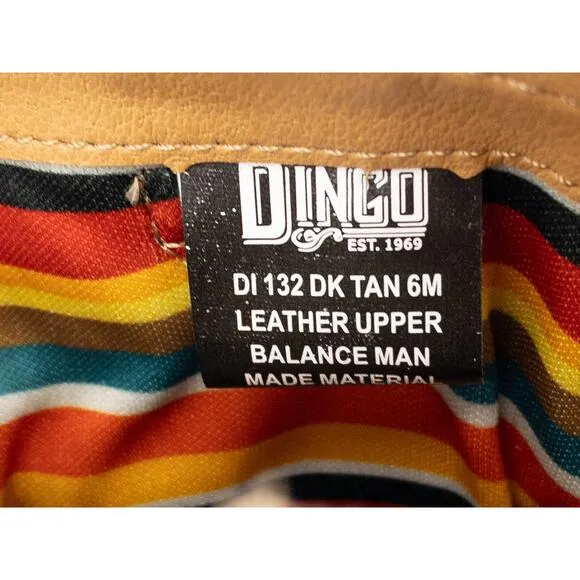 DINGO
EST. 1969
DI 132 DK TAN 6M
LEATHER UPPER
BALANCE MAN
MADE MATERIAL